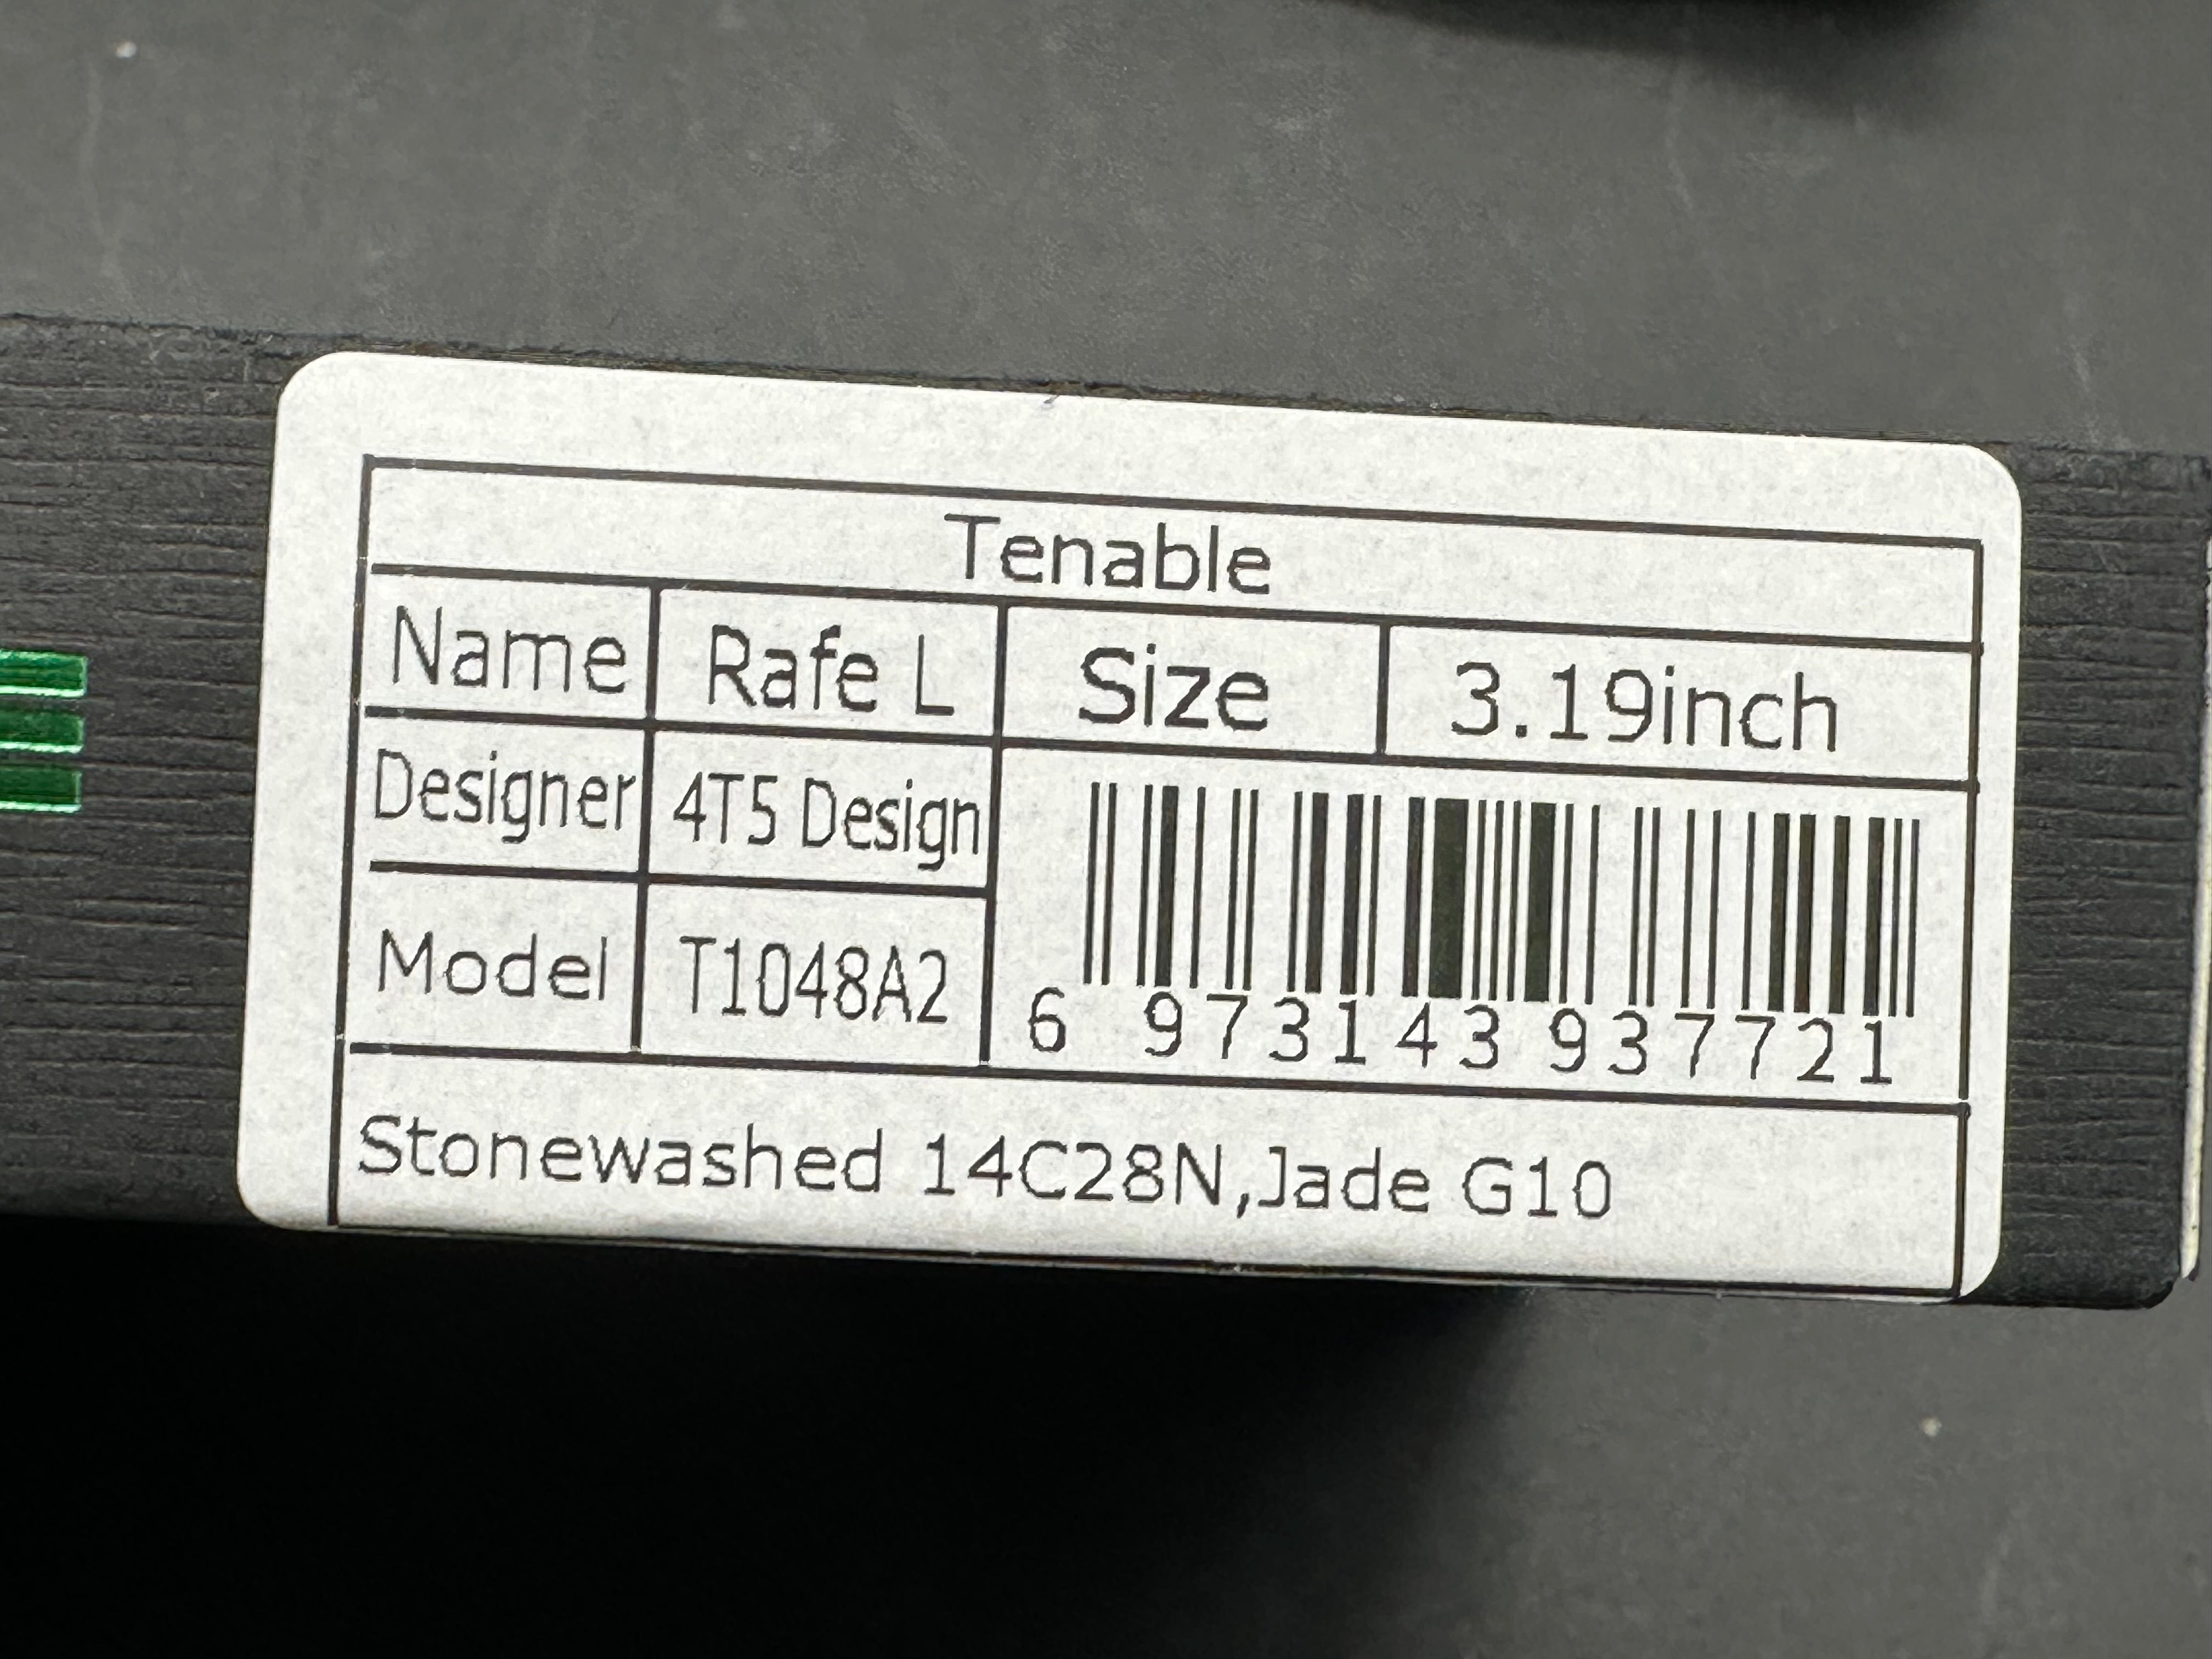 Tenable
Name Rafe L Size 3.19inch
Designer 4T5 Design
Model T1048A2
6 973143 937721
Stonewashed 14C28N,Jade G10